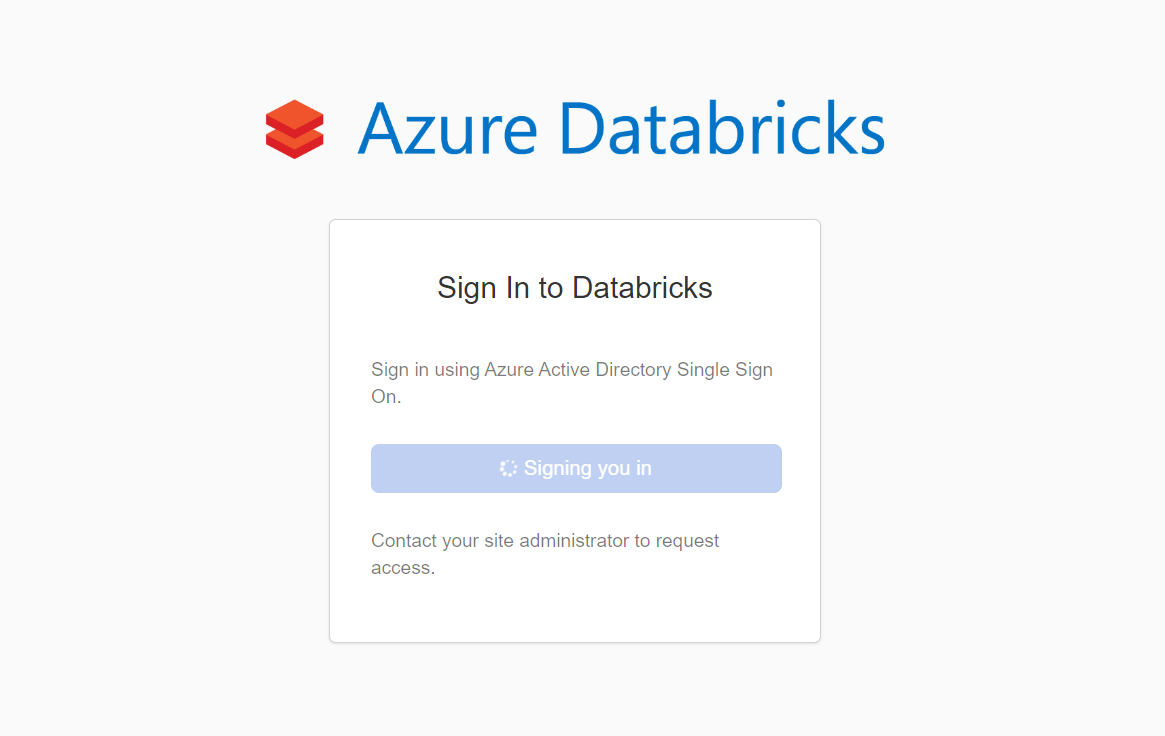 Azure Databricks
Sign In to Databricks
Sign in using Azure Active Directory Single Sign
On.
Signing you in
Contact your site administrator to request
access.